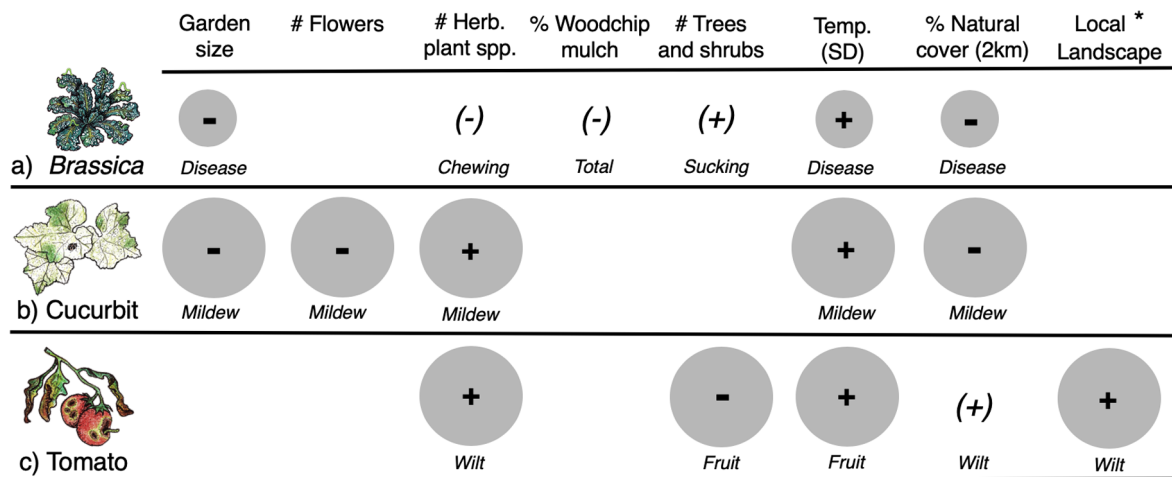 Garden size
# Flowers
# Herb. plant spp.
% Woodchip mulch
# Trees and shrubs
Temp. (SD)
% Natural cover (2km)
Local * Landscape
a) Brassica
-
Disease
(-)
Chewing
(-)
Total
(+)
Sucking
+
Disease
-
Disease
b) Cucurbit
-
Mildew
-
Mildew
+
Mildew
+
Mildew
-
Mildew
c) Tomato
+
Wilt
-
Fruit
+
Fruit
(+)
Wilt
+
Wilt